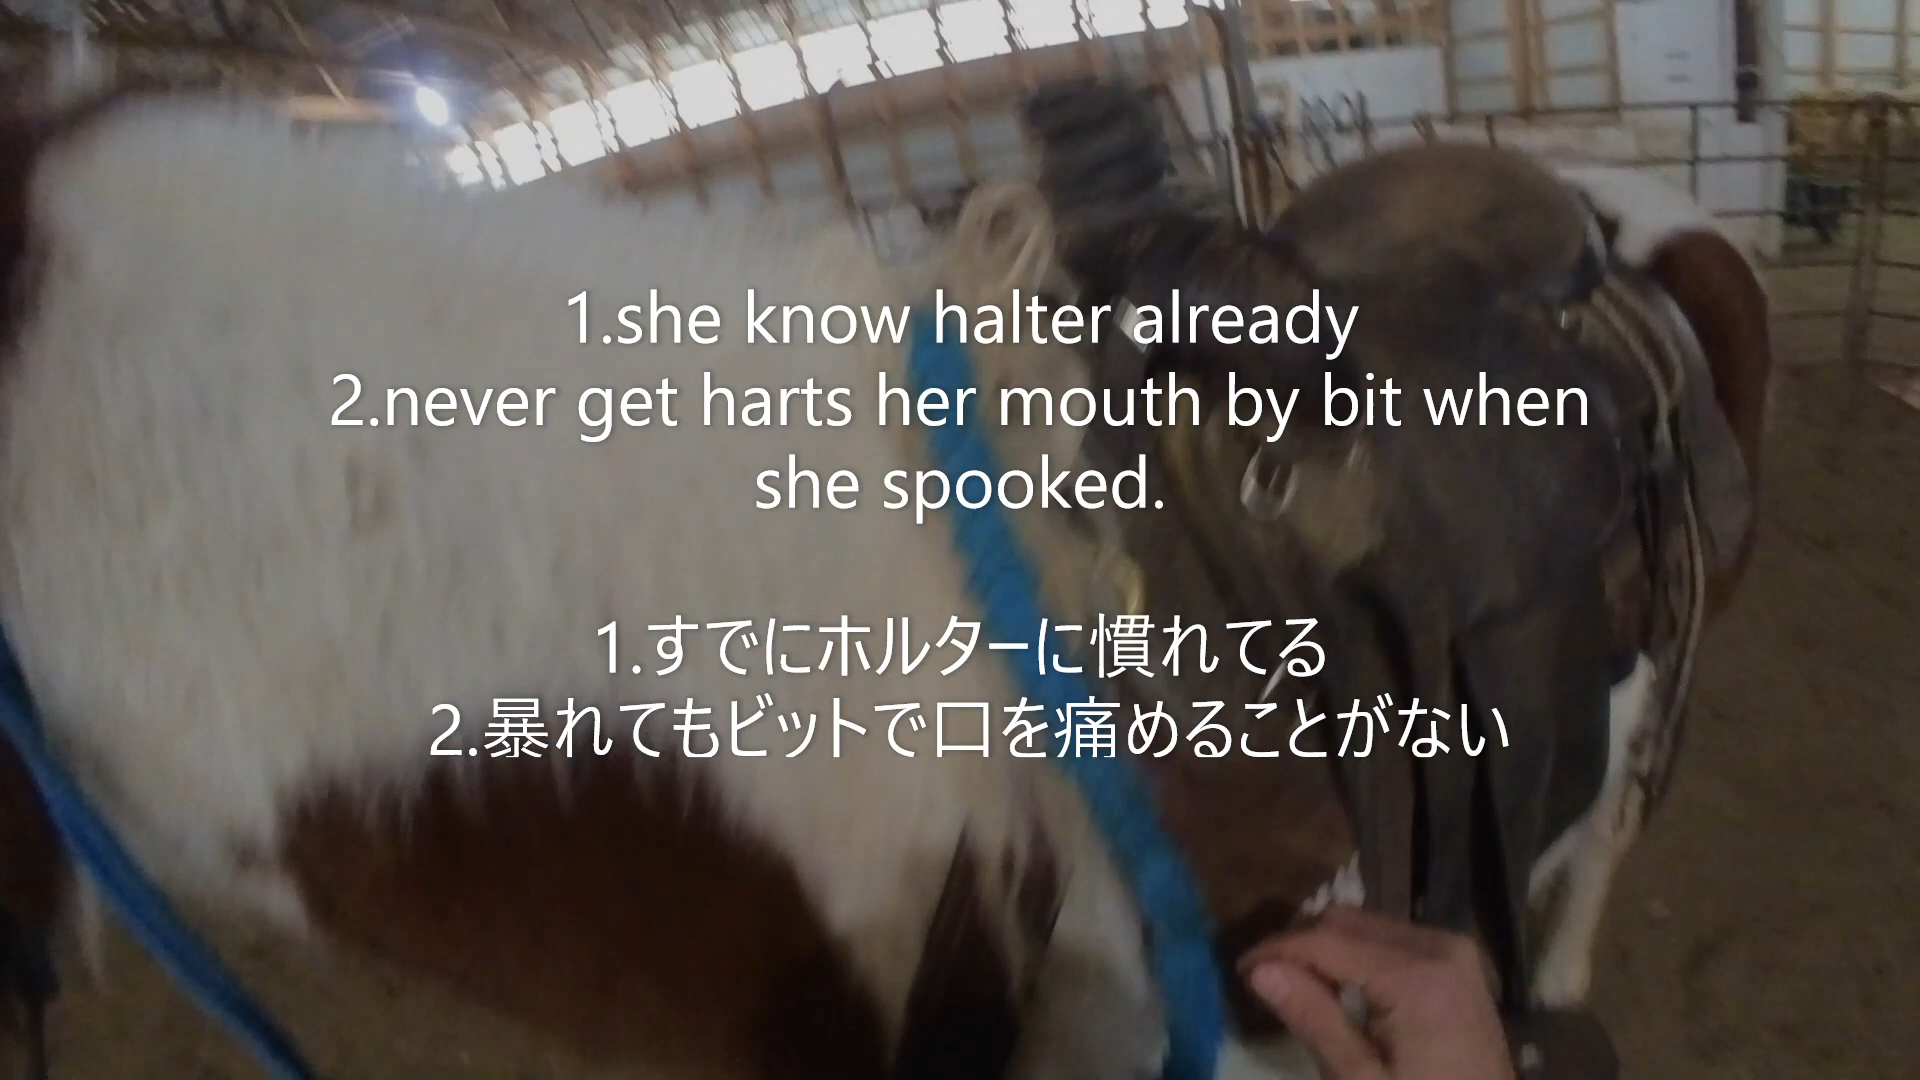 1.she know halter already
2.never get harts her mouth by bit when
she spooked.
1.すでにホルターに慣れてる
2.暴れてもビットで口を痛めることがない